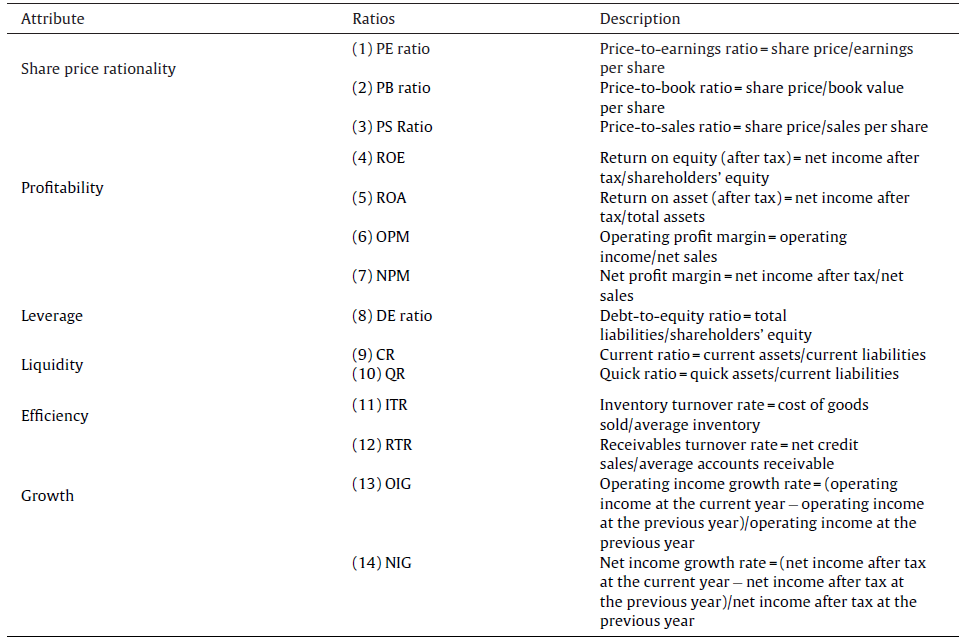 Attribute Ratios Description
(1) PE ratio Price-to-earnings ratio = share price/earnings
Share price rationality per share
(2) PB ratio Price-to-book ratio = share price/book value
per share
(3) PS Ratio Price-to-sales ratio = share price/sales per share
(4) ROE Return on equity (after tax) = net income after
Profitability tax/shareholders' equity
(5) ROA Return on asset (after tax) = net income after
tax/total assets
(6) OPM Operating profit margin = operating
income/net sales
(7) NPM Net profit margin = net income after tax/net
sales
Leverage (8) DE ratio Debt-to-equity ratio = total
liabilities/shareholders' equity
(9) CR Current ratio = current assets/current liabilities
Liquidity
(10) QR Quick ratio = quick assets/current liabilities
(11) ITR Inventory turnover rate = cost of goods
Efficiency sold/average inventory
(12) RTR Receivables turnover rate = net credit
sales/average accounts receivable
(13) OIG Operating income growth rate = (operating
Growth income at the current year − operating income
at the previous year)/operating income at the
previous year
(14) NIG Net income growth rate = (net income after tax
at the current year − net income after tax at
the previous year)/net income after tax at the
previous year